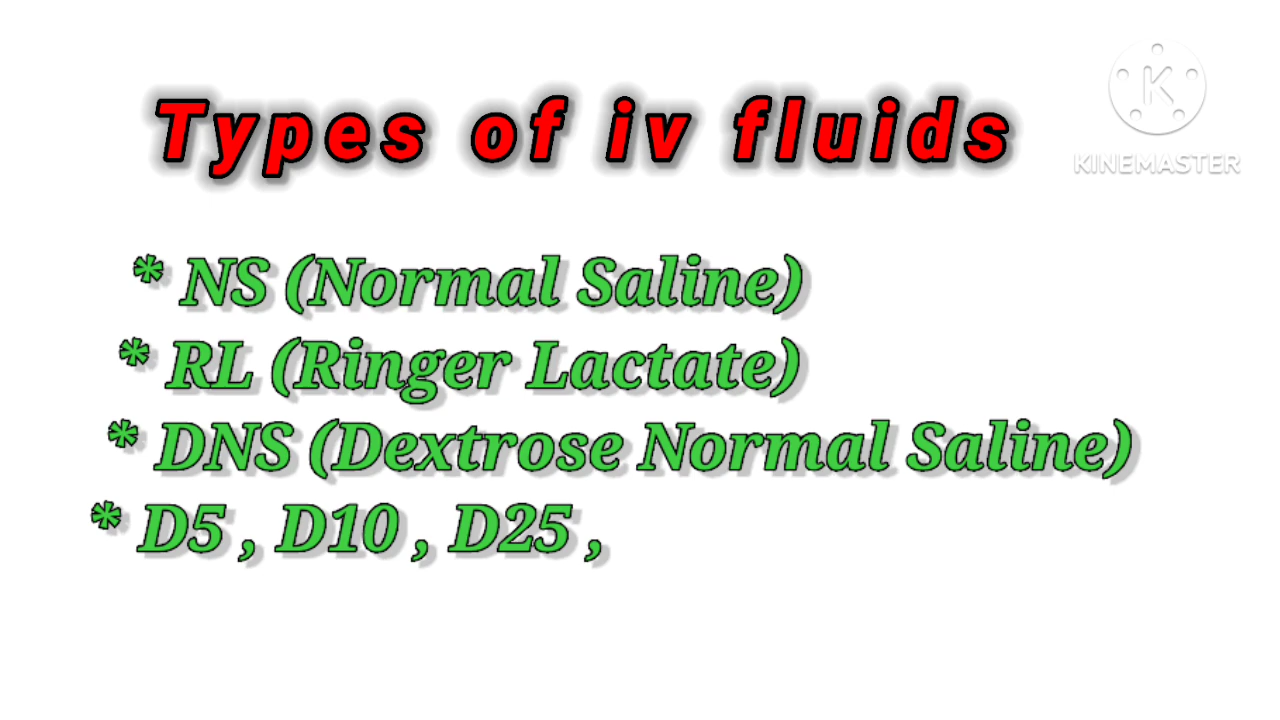 Types of iv fluids
K
KINEMASTER
* NS (Normal Saline)
* RL (Ringer Lactate)
* DNS (Dextrose Normal Saline)
* D5 , D10 , D25 ,